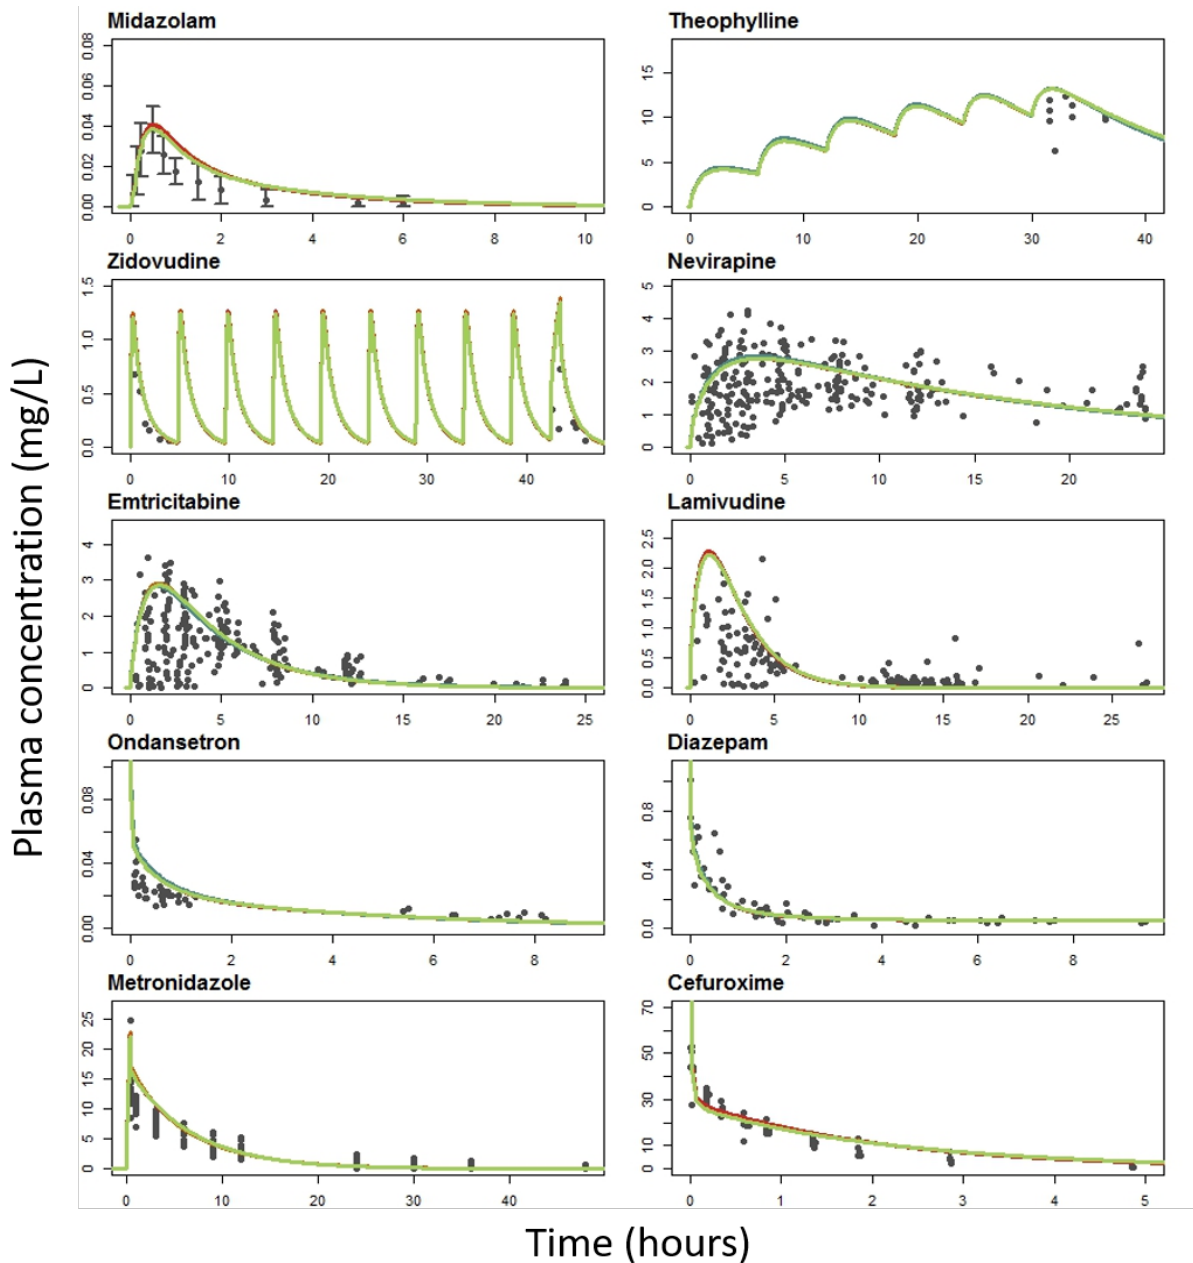 Plasma concentration (mg/L)
Midazolam
0.08
0.06
0.04
0.02
0.00
0 2 4 6 8 10
Theophylline
15
10
5
0
0 10 20 30 40
Zidovudine
1.5
1.0
0.5
0.0
0 10 20 30 40
Nevirapine
5
4
3
2
1
0
0 5 10 15 20
Emtricitabine
4
3
2
1
0
0 5 10 15 20 25
Lamivudine
2.5
2.0
1.5
1.0
0.5
0.0
0 5 10 15 20 25
Ondansetron
0.08
0.04
0.00
0 2 4 6 8
Diazepam
0.8
0.4
0.0
0 2 4 6 8
Metronidazole
25
20
15
10
5
0
0 10 20 30 40
Cefuroxime
70
50
30
10
0
0 1 2 3 4 5
Time (hours)